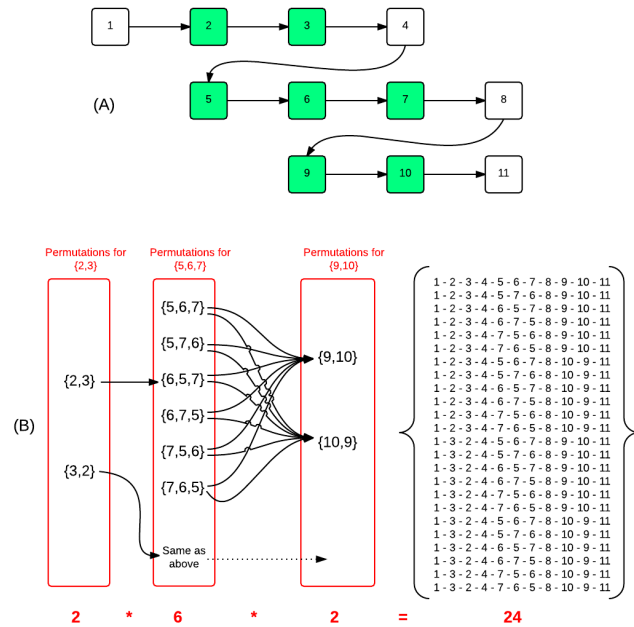 1
2
3
4
5
6
7
8
(A)
9
10
11
Permutations for
{2,3}
Permutations for
{5,6,7}
Permutations for
{9,10}
(B)
{2,3}
{3,2}
{5,6,7}
{5,7,6}
{6,5,7}
{6,7,5}
{7,5,6}
{7,6,5}
Same as
above
{9,10}
{10,9}
1 - 2 - 3 - 4 - 5 - 6 - 7 - 8 - 9 - 10 - 11
1 - 2 - 3 - 4 - 5 - 7 - 6 - 8 - 9 - 10 - 11
1 - 2 - 3 - 4 - 6 - 5 - 7 - 8 - 9 - 10 - 11
1 - 2 - 3 - 4 - 6 - 7 - 5 - 8 - 9 - 10 - 11
1 - 2 - 3 - 4 - 7 - 5 - 6 - 8 - 9 - 10 - 11
1 - 2 - 3 - 4 - 7 - 6 - 5 - 8 - 9 - 10 - 11
1 - 2 - 3 - 4 - 5 - 6 - 7 - 8 - 10 - 9 - 11
1 - 2 - 3 - 4 - 5 - 7 - 6 - 8 - 10 - 9 - 11
1 - 2 - 3 - 4 - 6 - 5 - 7 - 8 - 10 - 9 - 11
1 - 2 - 3 - 4 - 6 - 7 - 5 - 8 - 10 - 9 - 11
1 - 2 - 3 - 4 - 7 - 5 - 6 - 8 - 10 - 9 - 11
1 - 2 - 3 - 4 - 7 - 6 - 5 - 8 - 10 - 9 - 11
1 - 3 - 2 - 4 - 5 - 6 - 7 - 8 - 9 - 10 - 11
1 - 3 - 2 - 4 - 5 - 7 - 6 - 8 - 9 - 10 - 11
1 - 3 - 2 - 4 - 6 - 5 - 7 - 8 - 9 - 10 - 11
1 - 3 - 2 - 4 - 6 - 7 - 5 - 8 - 9 - 10 - 11
1 - 3 - 2 - 4 - 7 - 5 - 6 - 8 - 9 - 10 - 11
1 - 3 - 2 - 4 - 7 - 6 - 5 - 8 - 9 - 10 - 11
1 - 3 - 2 - 4 - 5 - 6 - 7 - 8 - 10 - 9 - 11
1 - 3 - 2 - 4 - 5 - 7 - 6 - 8 - 10 - 9 - 11
1 - 3 - 2 - 4 - 6 - 5 - 7 - 8 - 10 - 9 - 11
1 - 3 - 2 - 4 - 6 - 7 - 5 - 8 - 10 - 9 - 11
1 - 3 - 2 - 4 - 7 - 5 - 6 - 8 - 10 - 9 - 11
1 - 3 - 2 - 4 - 7 - 6 - 5 - 8 - 10 - 9 - 11
2 * 6 * 2 = 24